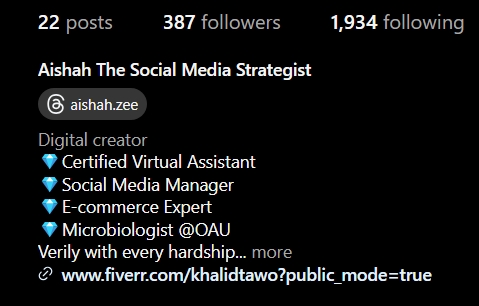 22 posts 387 followers 1,934 following
Aishah The Social Media Strategist
aishah.zee
Digital creator
💎Certified Virtual Assistant
💎Social Media Manager
💎E-commerce Expert
💎Microbiologist @OAU
Verily with every hardship... more
www.fiverr.com/khalidtawo?public_mode=true